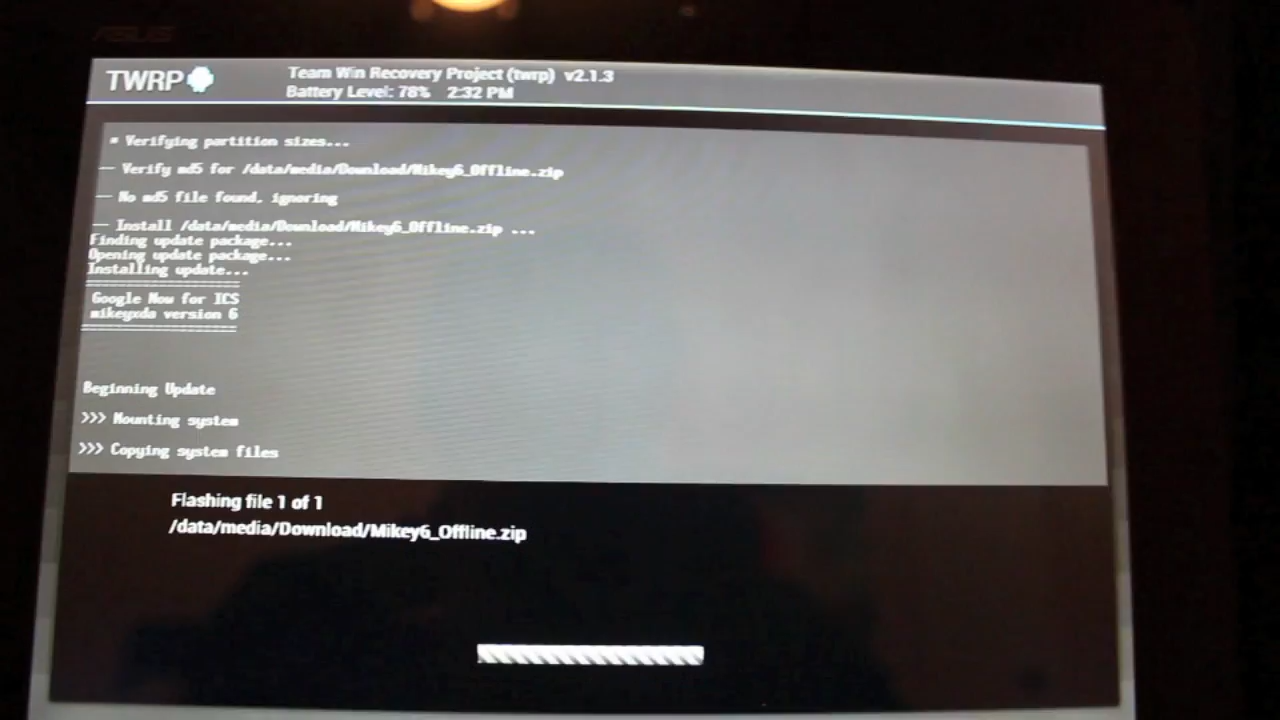 ASUS
TWRP
Team Win Recovery Project (twrp) v2.1.3
Battery Level: 78% 2:32 PM
* Verifying partition sizes...
-- Verify md5 for /data/media/Download/Mikey6_Offline.zip
-- No md5 file found, ignoring
-- Install /data/media/Download/Mikey6_Offline.zip ...
Finding update package...
Opening update package...
Installing update...
====================
Google Now for ICS
mikeyxda version 6
====================
Beginning Update
>>> Mounting system
>>> Copying system files
Flashing file 1 of 1
/data/media/Download/Mikey6_Offline.zip